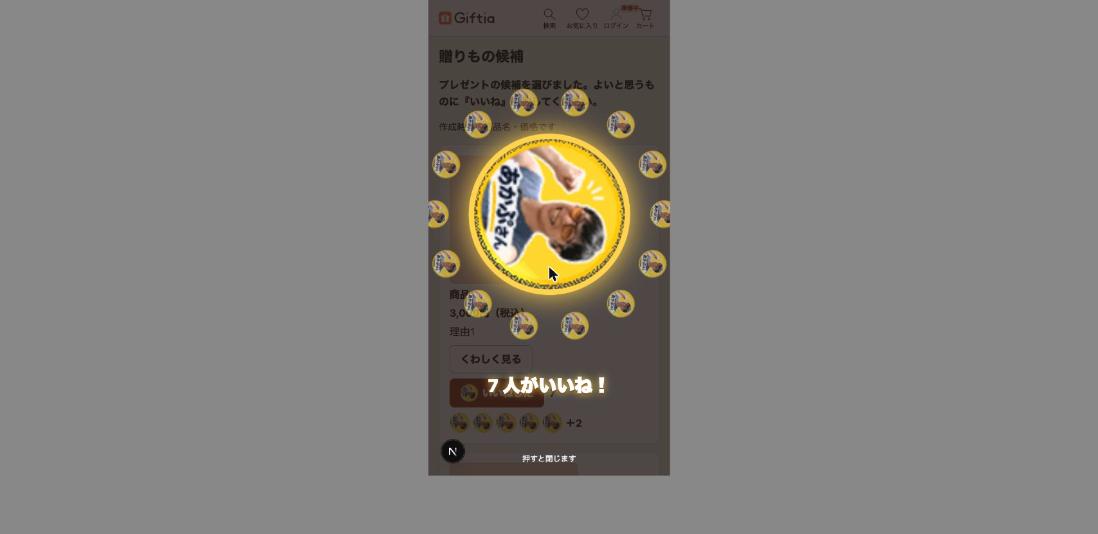 Giftia
検索
お気に入り
ログイン
カート
贈りもの候補
プレゼントの候補を選びました。よいと思うも
のに『いいね』
ってく
い。
作成時
品名・価格です
あかぷさん
商品
3,0
（税込）
理由1
くわしく見る
7人がいいね！
+2
N
押すと閉じます